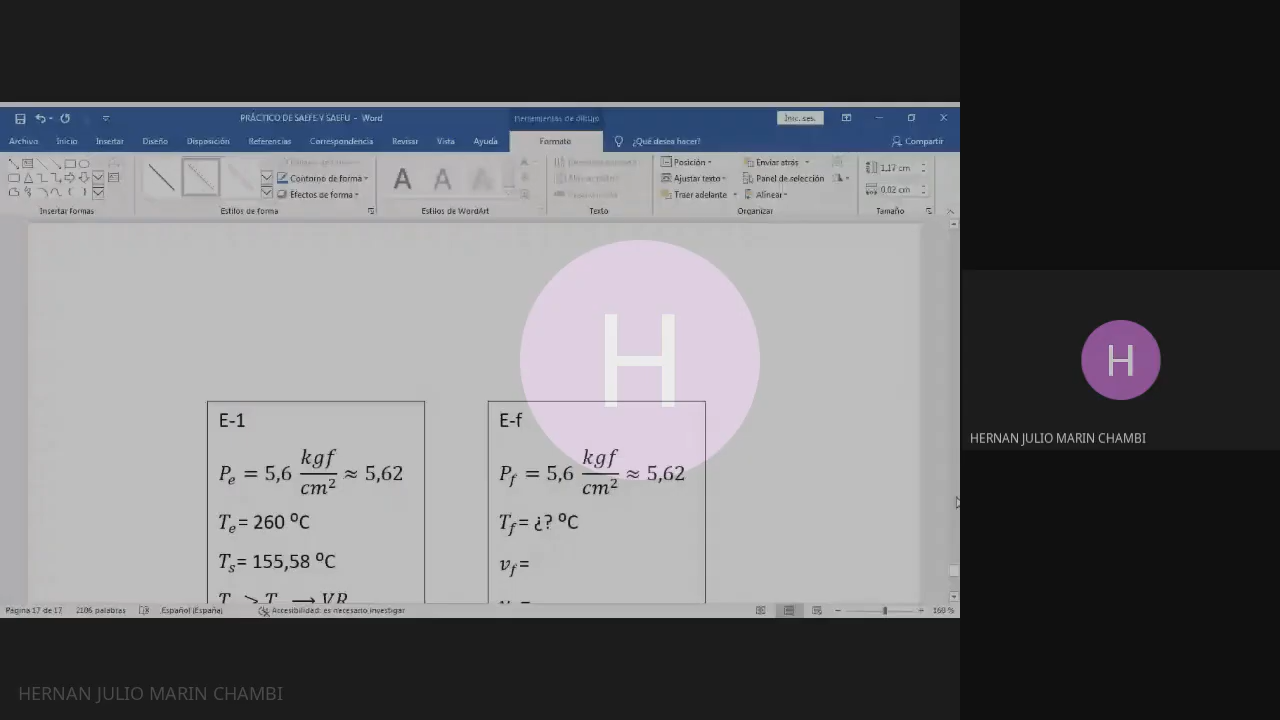 PRÁCTICO DE SAEFE Y SAEFU - Word
Herramientas de dibujo
Inic. ses.
Archivo Inicio Insertar Diseño Disposición Referencias Correspondencia Revisar Vista Ayuda Formato ¿Qué desea hacer? Compartir
Contorno de forma
Efectos de forma
A A A
Posición
Ajustar texto
Traer adelante
Enviar atrás
Panel de selección
Alinear
1,17 cm
0,02 cm
Insertar formas Estilos de forma Estilos de WordArt Texto Organizar Tamaño
H
E-1
P_e = 5,6 kgf/cm² ≈ 5,62
T_e= 260 ⁰C
T_s= 155,58 ⁰C
E-f
P_f = 5,6 kgf/cm² ≈ 5,62
T_f= ¿? ⁰C
v_f=
Página 17 de 17 2106 palabras Español (España) Accesibilidad: es necesario investigar 160 %
H
HERNAN JULIO MARIN CHAMBI
HERNAN JULIO MARIN CHAMBI